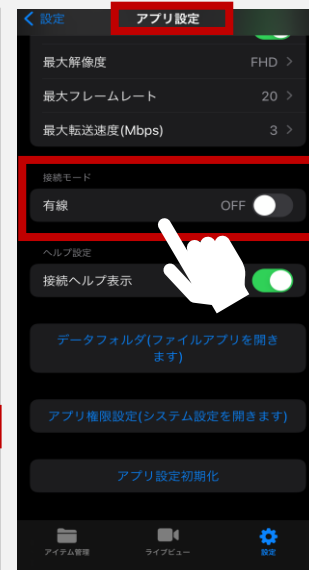 設定
アプリ設定
最大解像度 FHD
最大フレームレート 20
最大転送速度(Mbps) 3
接続モード
有線 OFF
ヘルプ設定
接続ヘルプ表示
データフォルダ(ファイルアプリを開き
ます)
アプリ権限設定(システム設定を開きます)
アプリ設定初期化
アイテム管理 ライブビュー 設定